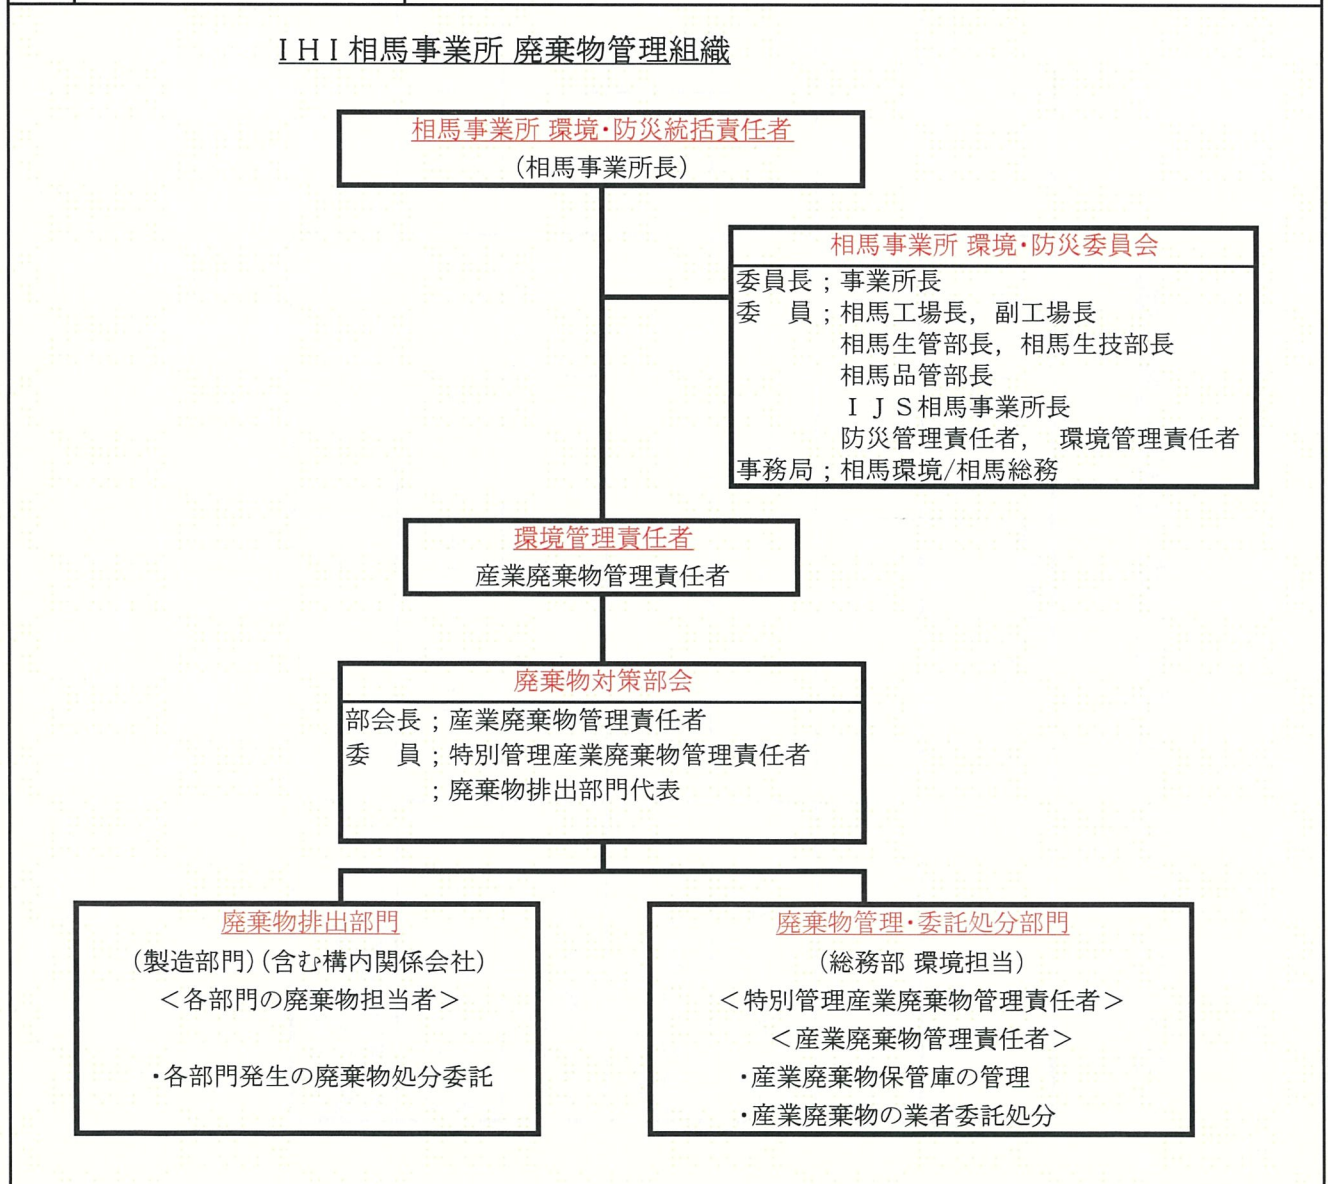 ＩＨＩ相馬事業所 廃棄物管理組織
相馬事業所 環境・防災統括責任者
（相馬事業所長）
相馬事業所 環境・防災委員会
委員長；事業所長
委　員；相馬工場長，副工場長
相馬生管部長，相馬生技部長
相馬品管部長
ＩＪＳ相馬事業所長
防災管理責任者，　環境管理責任者
事務局；相馬環境/相馬総務
環境管理責任者
産業廃棄物管理責任者
廃棄物対策部会
部会長；産業廃棄物管理責任者
委　員；特別管理産業廃棄物管理責任者
；廃棄物排出部門代表
廃棄物排出部門
（製造部門）（含む構内関係会社）
＜各部門の廃棄物担当者＞
・各部門発生の廃棄物処分委託
廃棄物管理・委託処分部門
（総務部 環境担当）
＜特別管理産業廃棄物管理責任者＞
＜産業廃棄物管理責任者＞
・産業廃棄物保管庫の管理
・産業廃棄物の業者委託処分